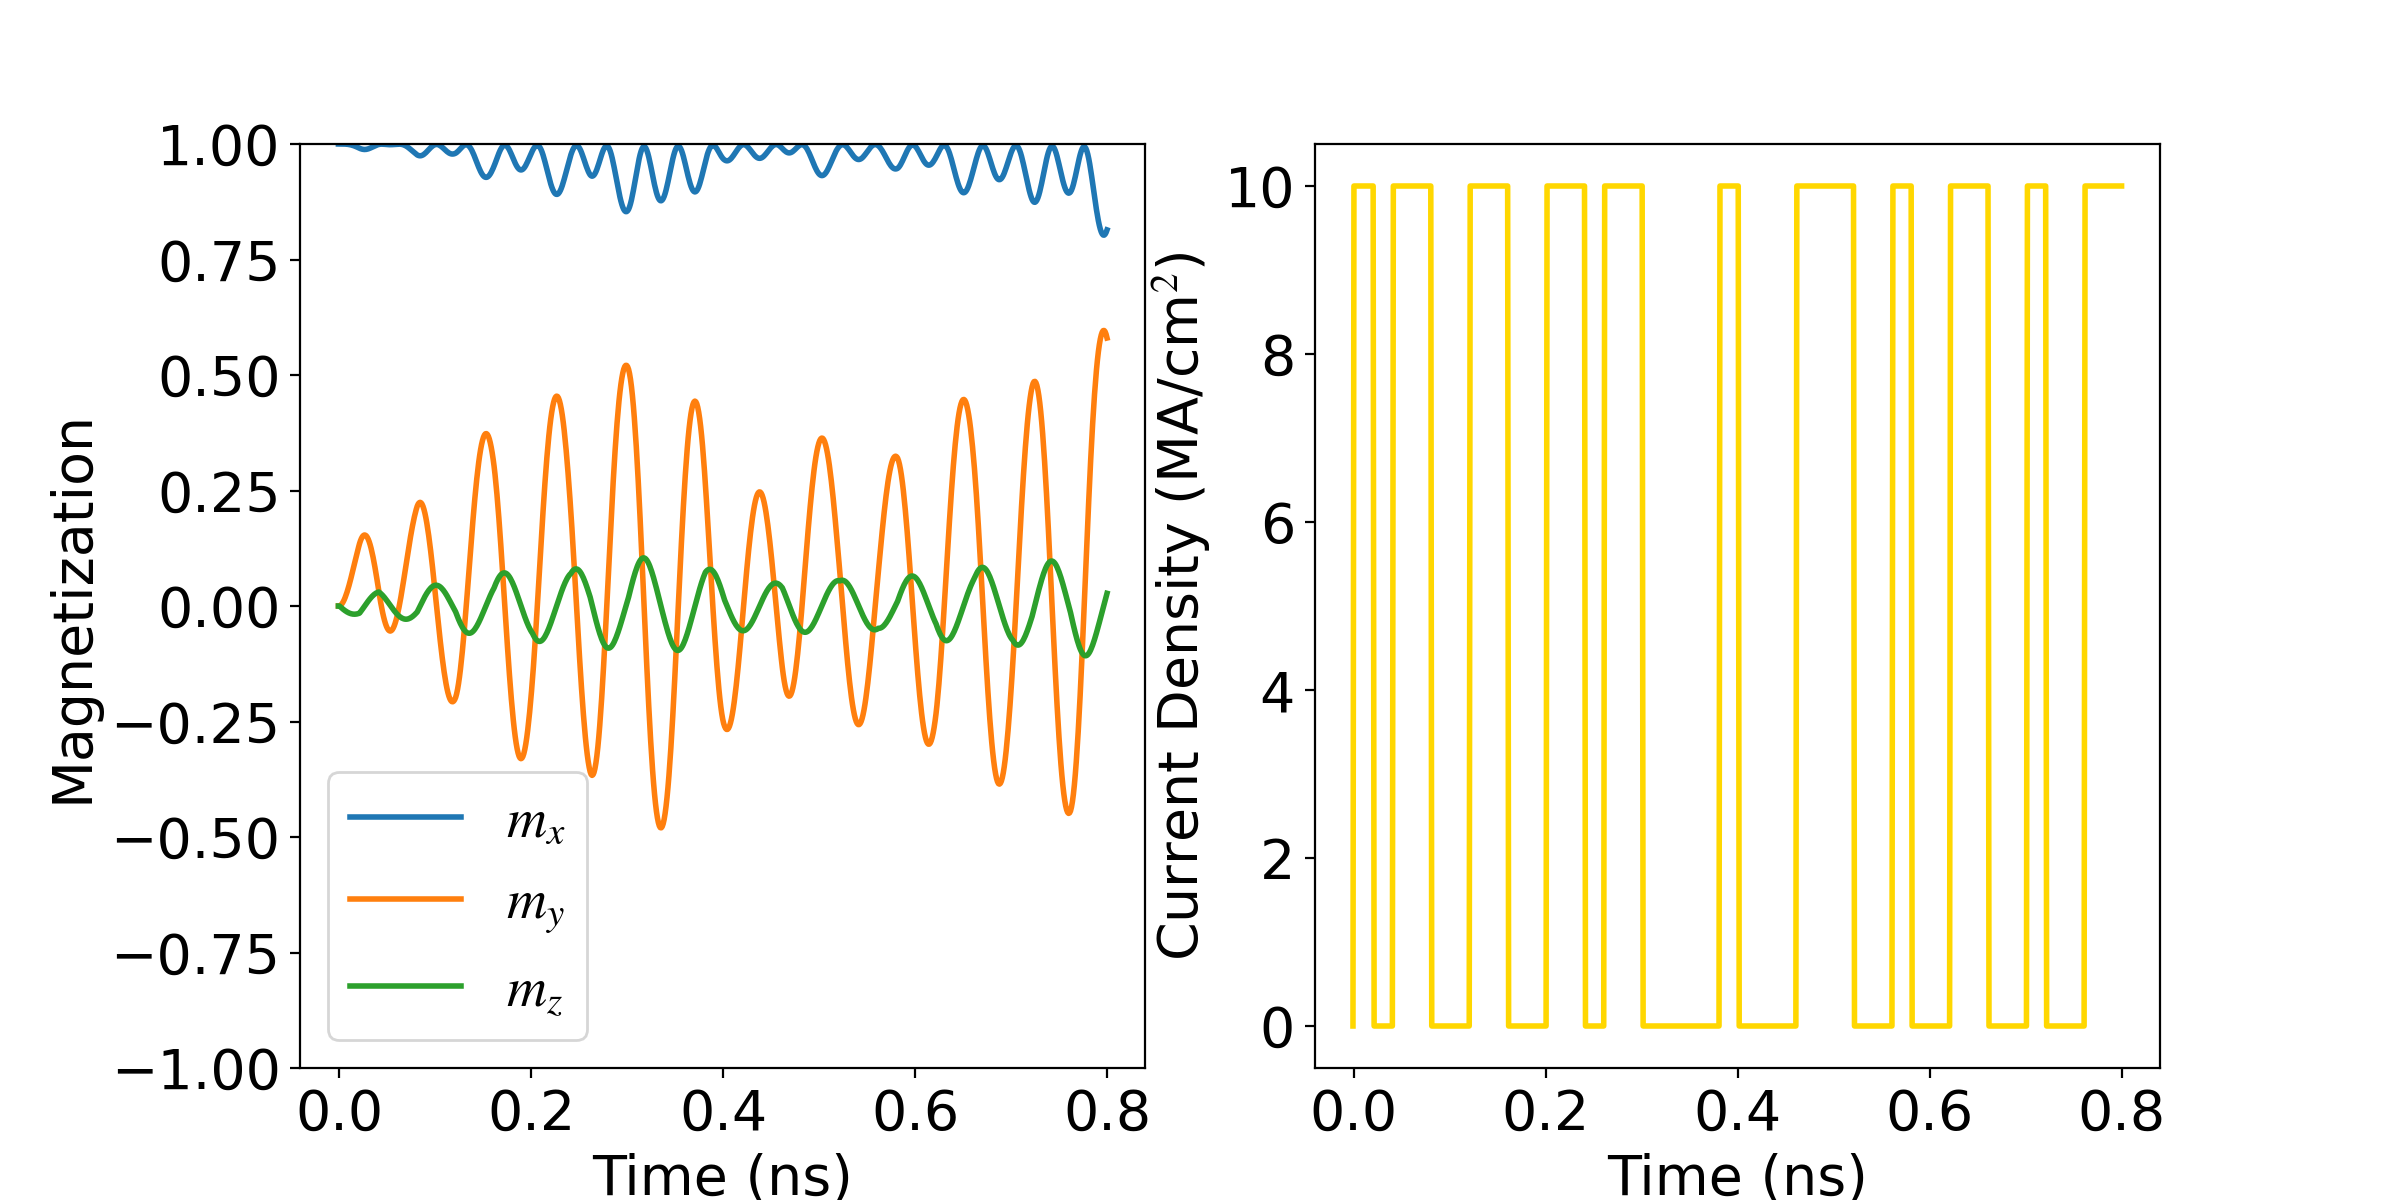 Magnetization
1.00
0.75
0.50
0.25
0.00
−0.25
−0.50
−0.75
−1.00
0.0 0.2 0.4 0.6 0.8
Time (ns)
m_x
m_y
m_z
Current Density (MA/cm²)
10
8
6
4
2
0
0.0 0.2 0.4 0.6 0.8
Time (ns)